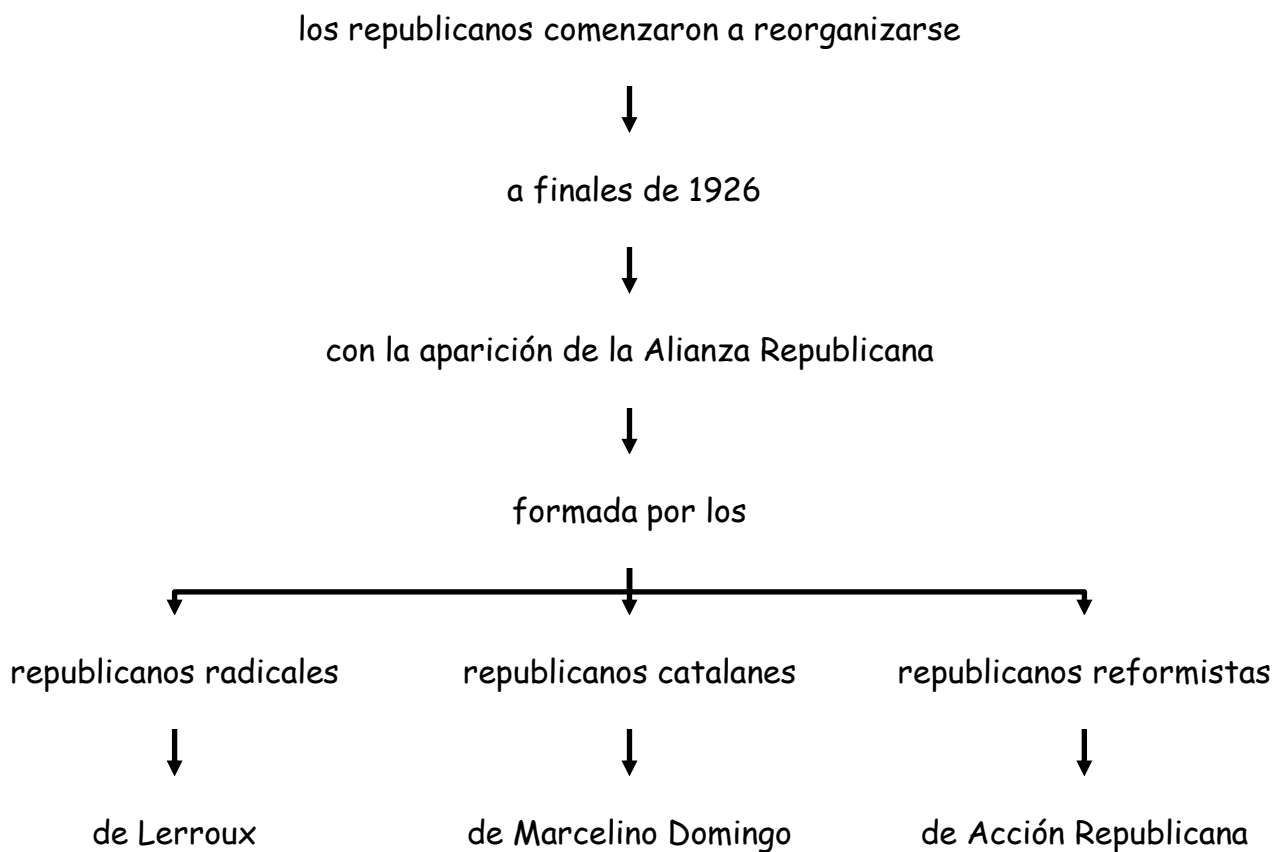 los republicanos comenzaron a reorganizarse
a finales de 1926
con la aparición de la Alianza Republicana
formada por los
republicanos radicales
republicanos catalanes
republicanos reformistas
de Lerroux
de Marcelino Domingo
de Acción Republicana